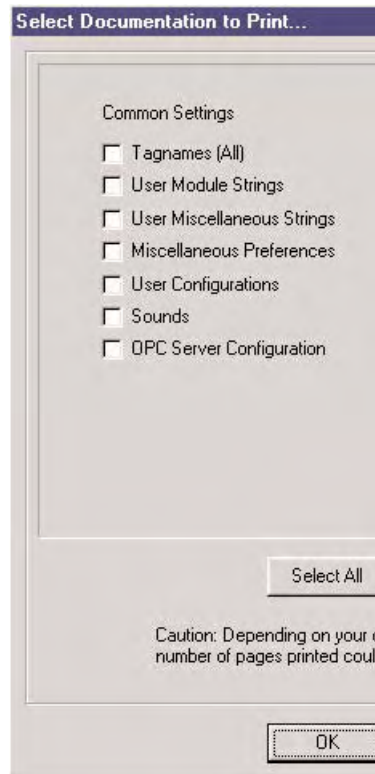 Select Documentation to Print...
Common Settings
Tagnames (All)
User Module Strings
User Miscellaneous Strings
Miscellaneous Preferences
User Configurations
Sounds
OPC Server Configuration
Select All
Caution: Depending on your
number of pages printed coul
OK